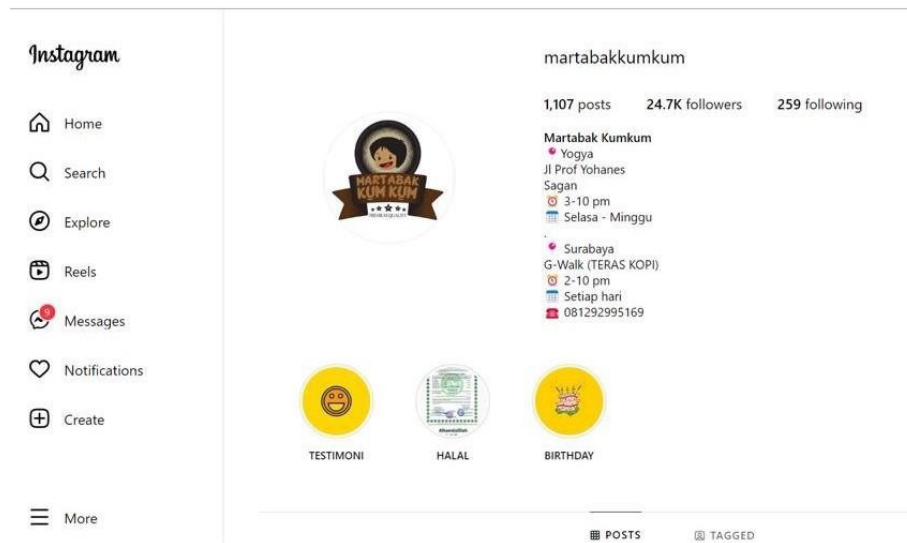 Instagram
Home
Search
Explore
Reels
9
Messages
Notifications
Create
More
martabakkumkum
1,107 posts 24.7K followers 259 following
MARTABAK
KUM KUM
Martabak Kumkum
Yogya
Jl Prof Yohanes
Sagan
3-10 pm
Selasa - Minggu
.
Surabaya
G-Walk (TERAS KOPI)
2-10 pm
Setiap hari
081292995169
TESTIMONI HALAL BIRTHDAY
POSTS TAGGED